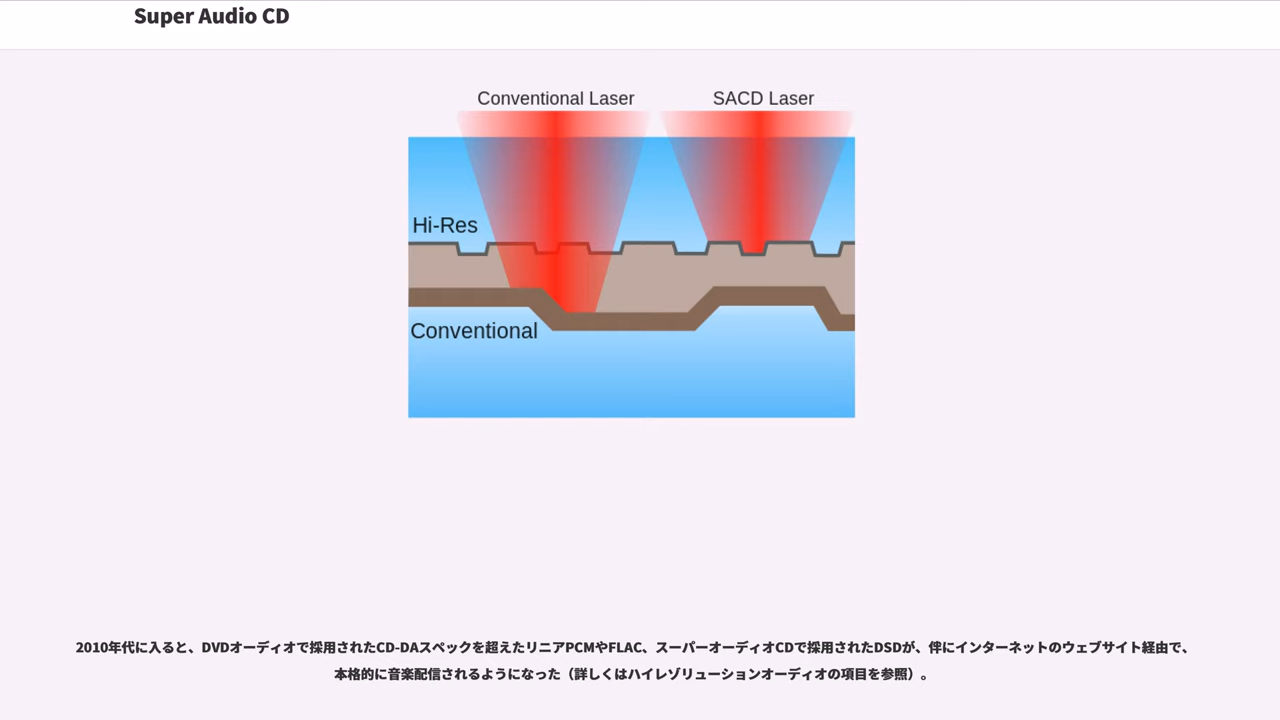 Super Audio CD
Conventional Laser
SACD Laser
Hi-Res
Conventional
2010年代に入ると、DVDオーディオで採用されたCD-DAスペックを超えたリニアPCMやFLAC、スーパーオーディオCDで採用されたDSDが、伴にインターネットのウェブサイト経由で、
本格的に音楽配信されるようになった（詳しくはハイレゾリューションオーディオの項目を参照）。